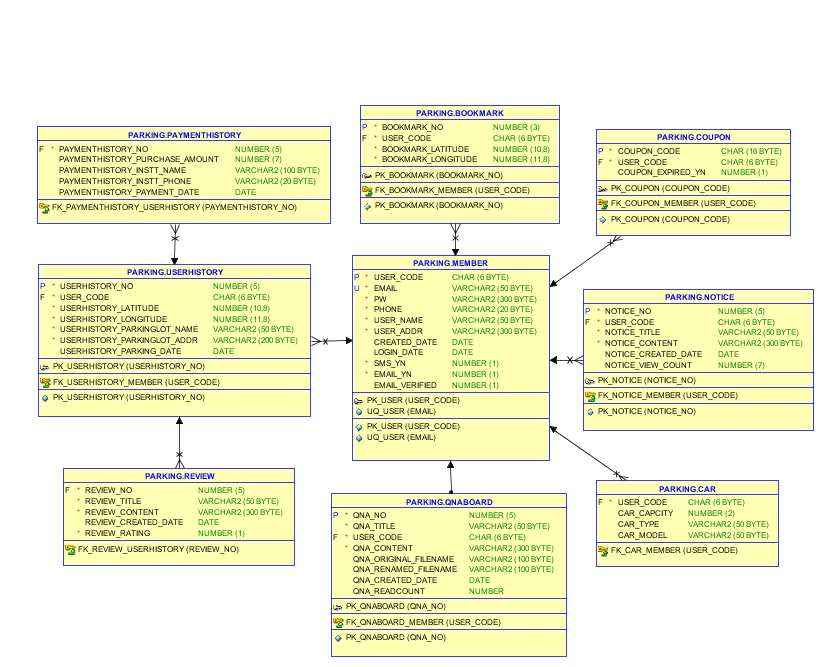 PARKING.PAYMENTHISTORY
F * PAYMENTHISTORY_NO NUMBER (5)
PAYMENTHISTORY_PURCHASE_AMOUNT NUMBER (7)
PAYMENTHISTORY_INSTT_NAME VARCHAR2 (100 BYTE)
PAYMENTHISTORY_INSTT_PHONE VARCHAR2 (20 BYTE)
PAYMENTHISTORY_PAYMENT_DATE DATE
FK_PAYMENTHISTORY_USERHISTORY (PAYMENTHISTORY_NO)
PARKING.BOOKMARK
P * BOOKMARK_NO NUMBER (3)
F * USER_CODE CHAR (6 BYTE)
* BOOKMARK_LATITUDE NUMBER (10,8)
* BOOKMARK_LONGITUDE NUMBER (11,8)
PK_BOOKMARK (BOOKMARK_NO)
FK_BOOKMARK_MEMBER (USER_CODE)
PK_BOOKMARK (BOOKMARK_NO)
PARKING.COUPON
P * COUPON_CODE CHAR (16 BYTE)
F * USER_CODE CHAR (6 BYTE)
COUPON_EXPIRED_YN NUMBER (1)
PK_COUPON (COUPON_CODE)
FK_COUPON_MEMBER (USER_CODE)
PK_COUPON (COUPON_CODE)
PARKING.USERHISTORY
P * USERHISTORY_NO NUMBER (5)
F * USER_CODE CHAR (6 BYTE)
* USERHISTORY_LATITUDE NUMBER (10,8)
* USERHISTORY_LONGITUDE NUMBER (11,8)
* USERHISTORY_PARKINGLOT_NAME VARCHAR2 (50 BYTE)
* USERHISTORY_PARKINGLOT_ADDR VARCHAR2 (200 BYTE)
USERHISTORY_PARKING_DATE DATE
PK_USERHISTORY (USERHISTORY_NO)
FK_USERHISTORY_MEMBER (USER_CODE)
PK_USERHISTORY (USERHISTORY_NO)
PARKING.MEMBER
P * USER_CODE CHAR (6 BYTE)
U * EMAIL VARCHAR2 (50 BYTE)
* PW VARCHAR2 (300 BYTE)
* PHONE VARCHAR2 (20 BYTE)
* USER_NAME VARCHAR2 (50 BYTE)
* USER_ADDR VARCHAR2 (300 BYTE)
CREATED_DATE DATE
LOGIN_DATE DATE
* SMS_YN NUMBER (1)
* EMAIL_YN NUMBER (1)
EMAIL_VERIFIED NUMBER (1)
PK_USER (USER_CODE)
UQ_USER (EMAIL)
PK_USER (USER_CODE)
UQ_USER (EMAIL)
PARKING.NOTICE
P * NOTICE_NO NUMBER (5)
F * USER_CODE CHAR (6 BYTE)
* NOTICE_TITLE VARCHAR2 (50 BYTE)
* NOTICE_CONTENT VARCHAR2 (300 BYTE)
NOTICE_CREATED_DATE DATE
NOTICE_VIEW_COUNT NUMBER (7)
PK_NOTICE (NOTICE_NO)
FK_NOTICE_MEMBER (USER_CODE)
PK_NOTICE (NOTICE_NO)
PARKING.REVIEW
F * REVIEW_NO NUMBER (5)
* REVIEW_TITLE VARCHAR2 (50 BYTE)
* REVIEW_CONTENT VARCHAR2 (300 BYTE)
REVIEW_CREATED_DATE DATE
* REVIEW_RATING NUMBER (1)
FK_REVIEW_USERHISTORY (REVIEW_NO)
PARKING.QNABOARD
P * QNA_NO NUMBER (5)
* QNA_TITLE VARCHAR2 (50 BYTE)
F * USER_CODE CHAR (6 BYTE)
* QNA_CONTENT VARCHAR2 (300 BYTE)
QNA_ORIGINAL_FILENAME VARCHAR2 (100 BYTE)
QNA_RENAMED_FILENAME VARCHAR2 (100 BYTE)
QNA_CREATED_DATE DATE
QNA_READCOUNT NUMBER
PK_QNABOARD (QNA_NO)
FK_QNABOARD_MEMBER (USER_CODE)
PK_QNABOARD (QNA_NO)
PARKING.CAR
F * USER_CODE CHAR (6 BYTE)
CAR_CAPCITY NUMBER (2)
CAR_TYPE VARCHAR2 (50 BYTE)
CAR_MODEL VARCHAR2 (50 BYTE)
FK_CAR_MEMBER (USER_CODE)